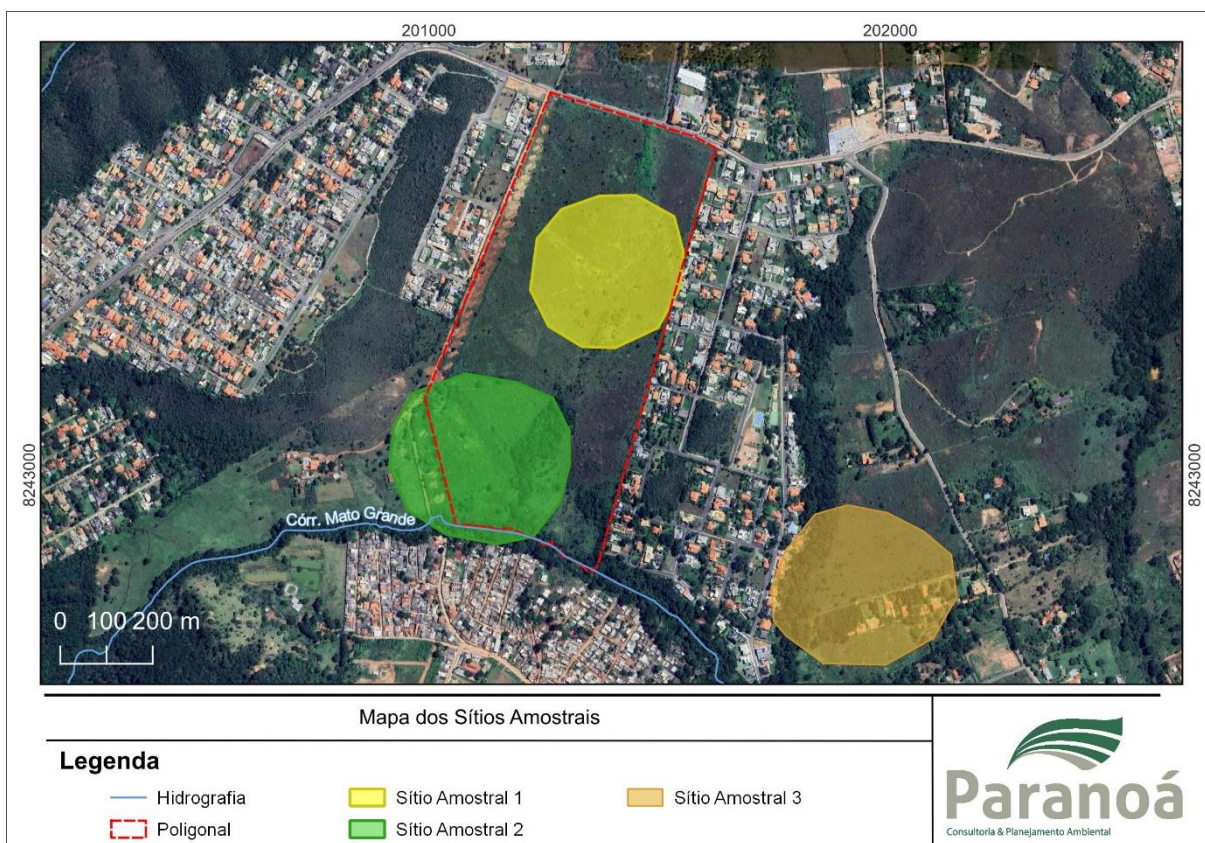 201000 202000
8243000 8243000
Córr. Mato Grande
0 100 200 m
Mapa dos Sítios Amostrais
Legenda
Hidrografia
Poligonal
Sítio Amostral 1
Sítio Amostral 2
Sítio Amostral 3
Paranoá
Consultoria & Planejamento Ambiental